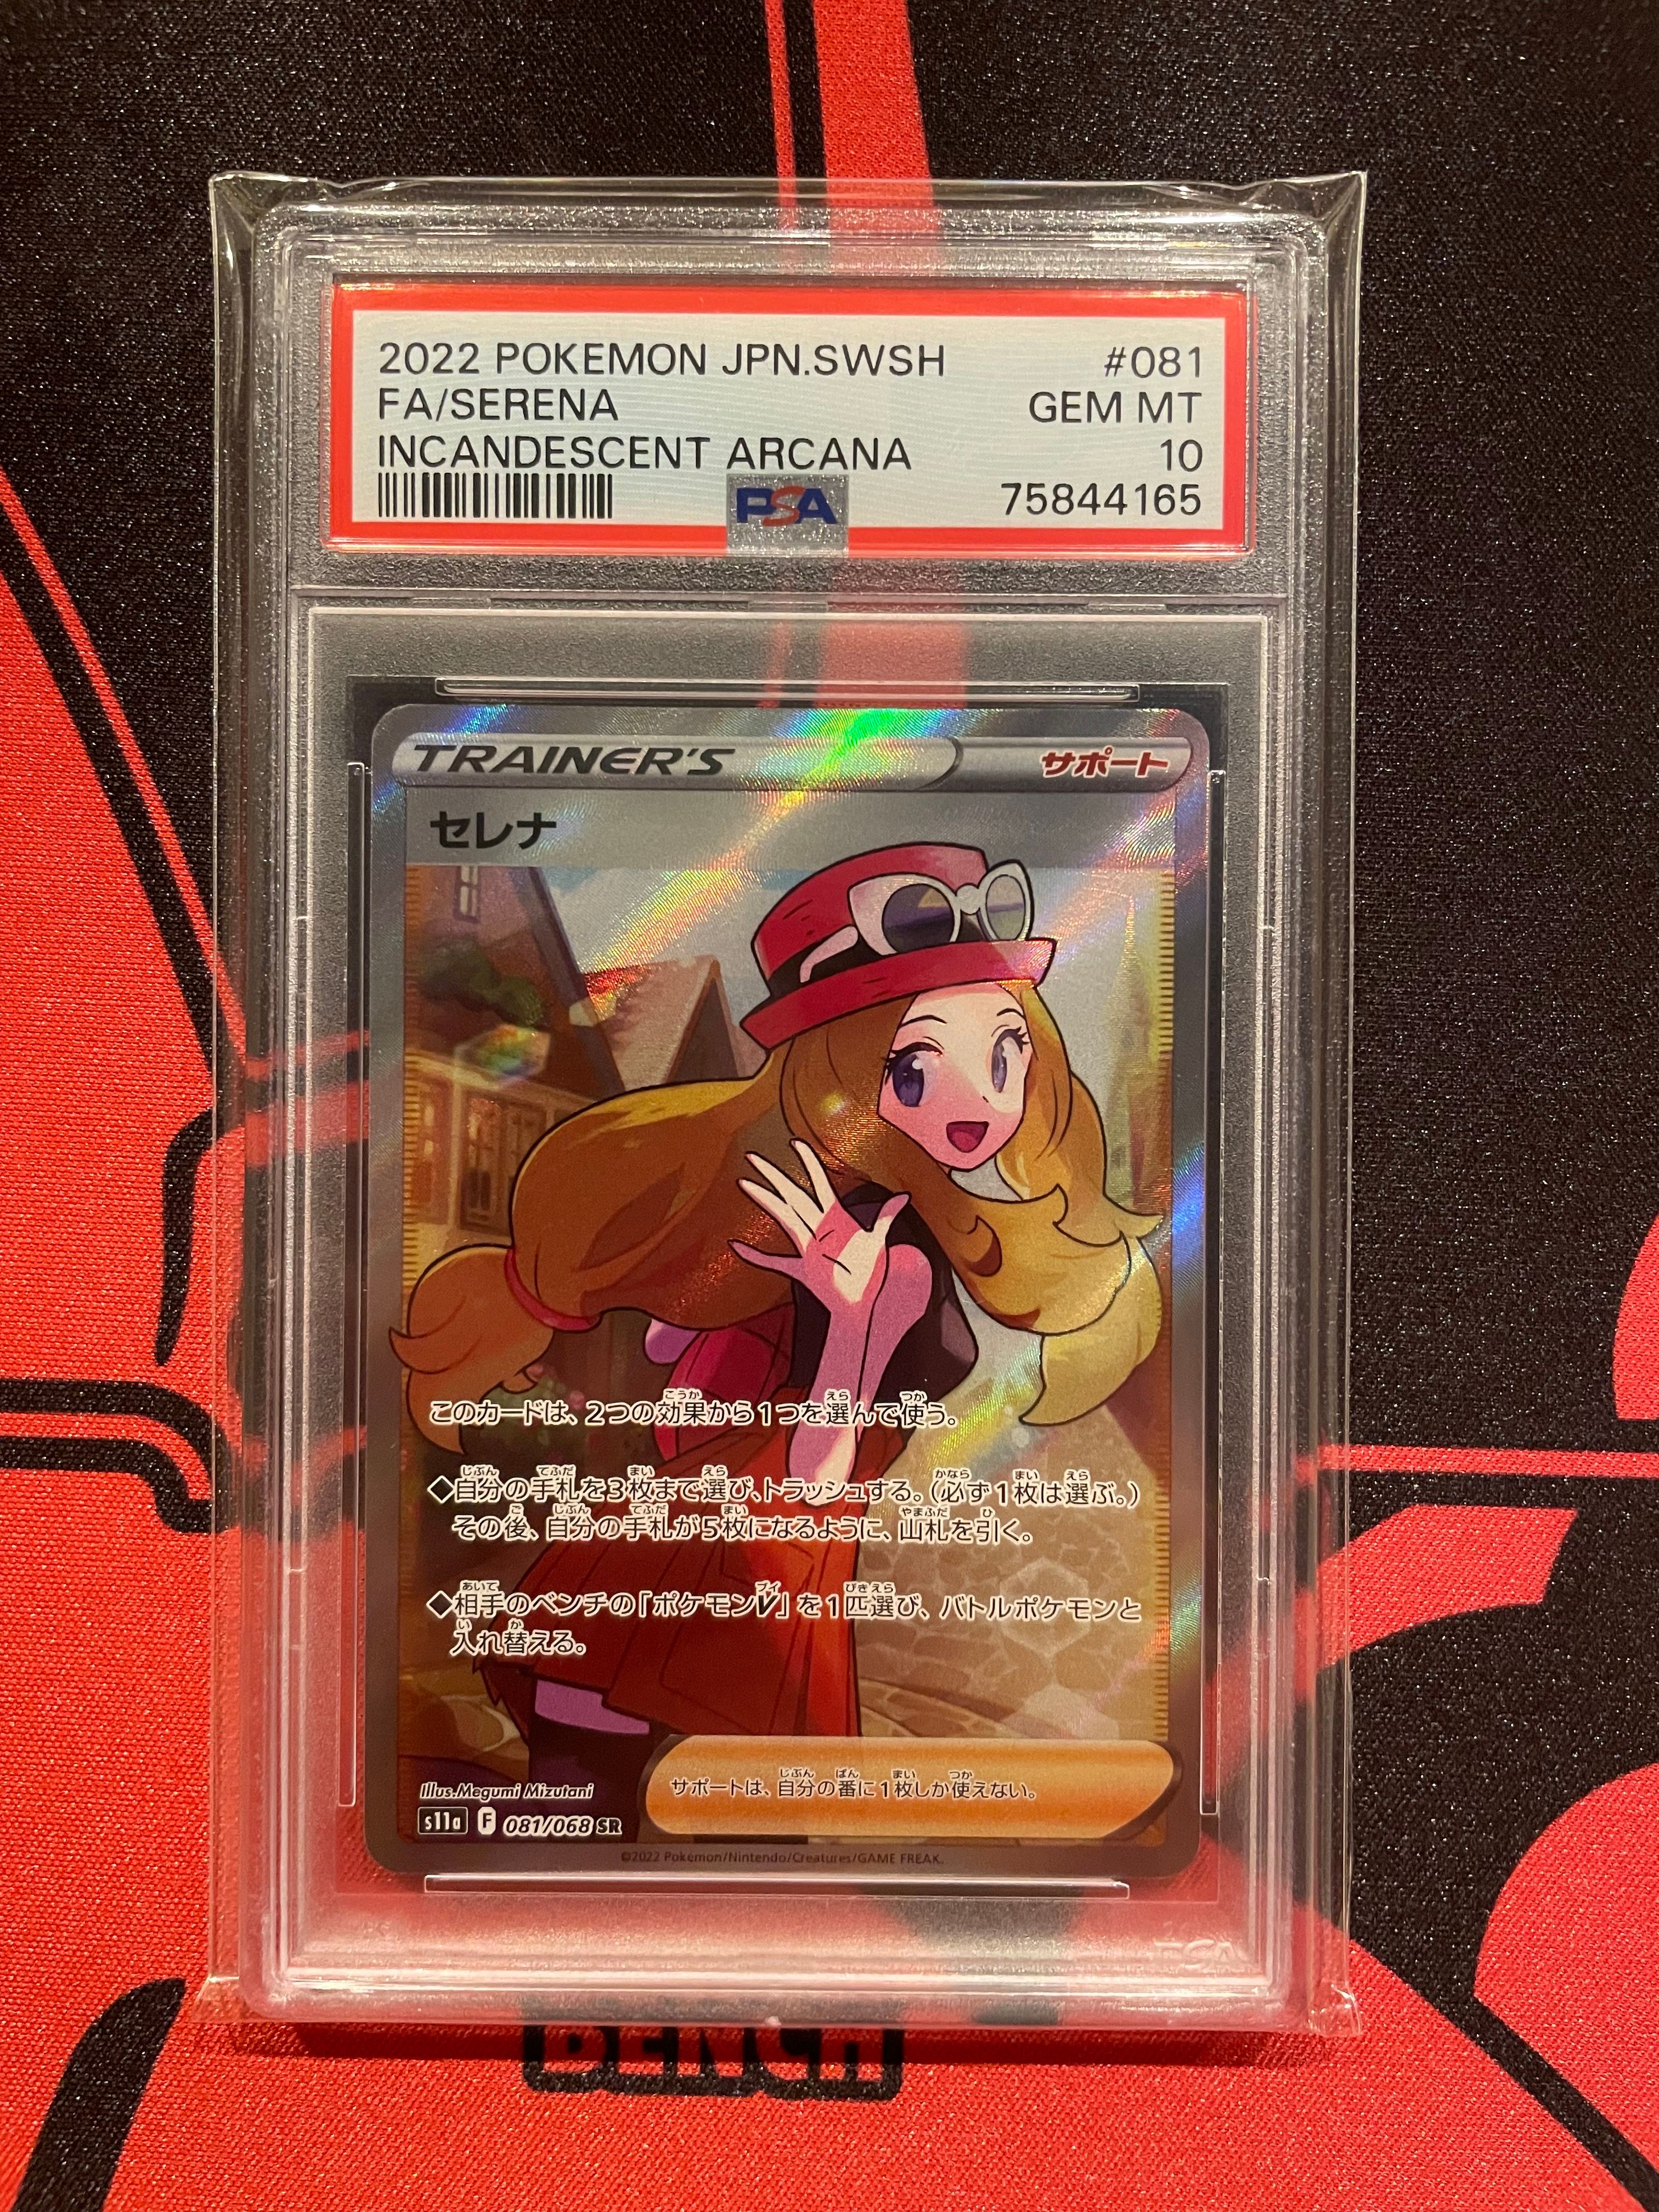 2022 POKEMON JPN.SWSH #081
FA/SERENA GEM MT
INCANDESCENT ARCANA 10
PSA 75844165
TRAINER'S サポート
セレナ
このカードは、2つの効果から1つを選んで使う。
◆自分の手札を3枚まで選び、トラッシュする。(必ず1枚は選ぶ。)
その後、自分の手札が5枚になるように、山札を引く。
◆相手のベンチの「ポケモンV」を1匹選び、バトルポケモンと
入れ替える。
Illus.Megumi Mizutani
サポートは、自分の番に1枚しか使えない。
s11a F 081/068 SR
©2022 Pokémon/Nintendo/Creatures/GAME FREAK.
PSA
BENCH